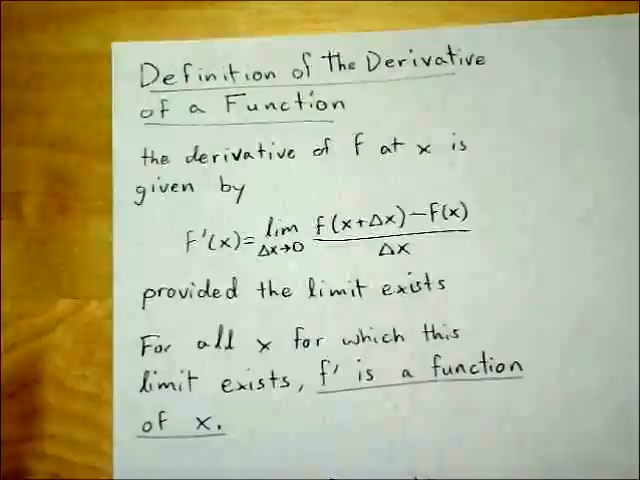 Definition of the Derivative
of a Function
the derivative of f at x is
given by
f'(x) = lim Δx→0 f(x+Δx)-f(x) / Δx
provided the limit exists
For all x for which this
limit exists, f' is a function
of x.